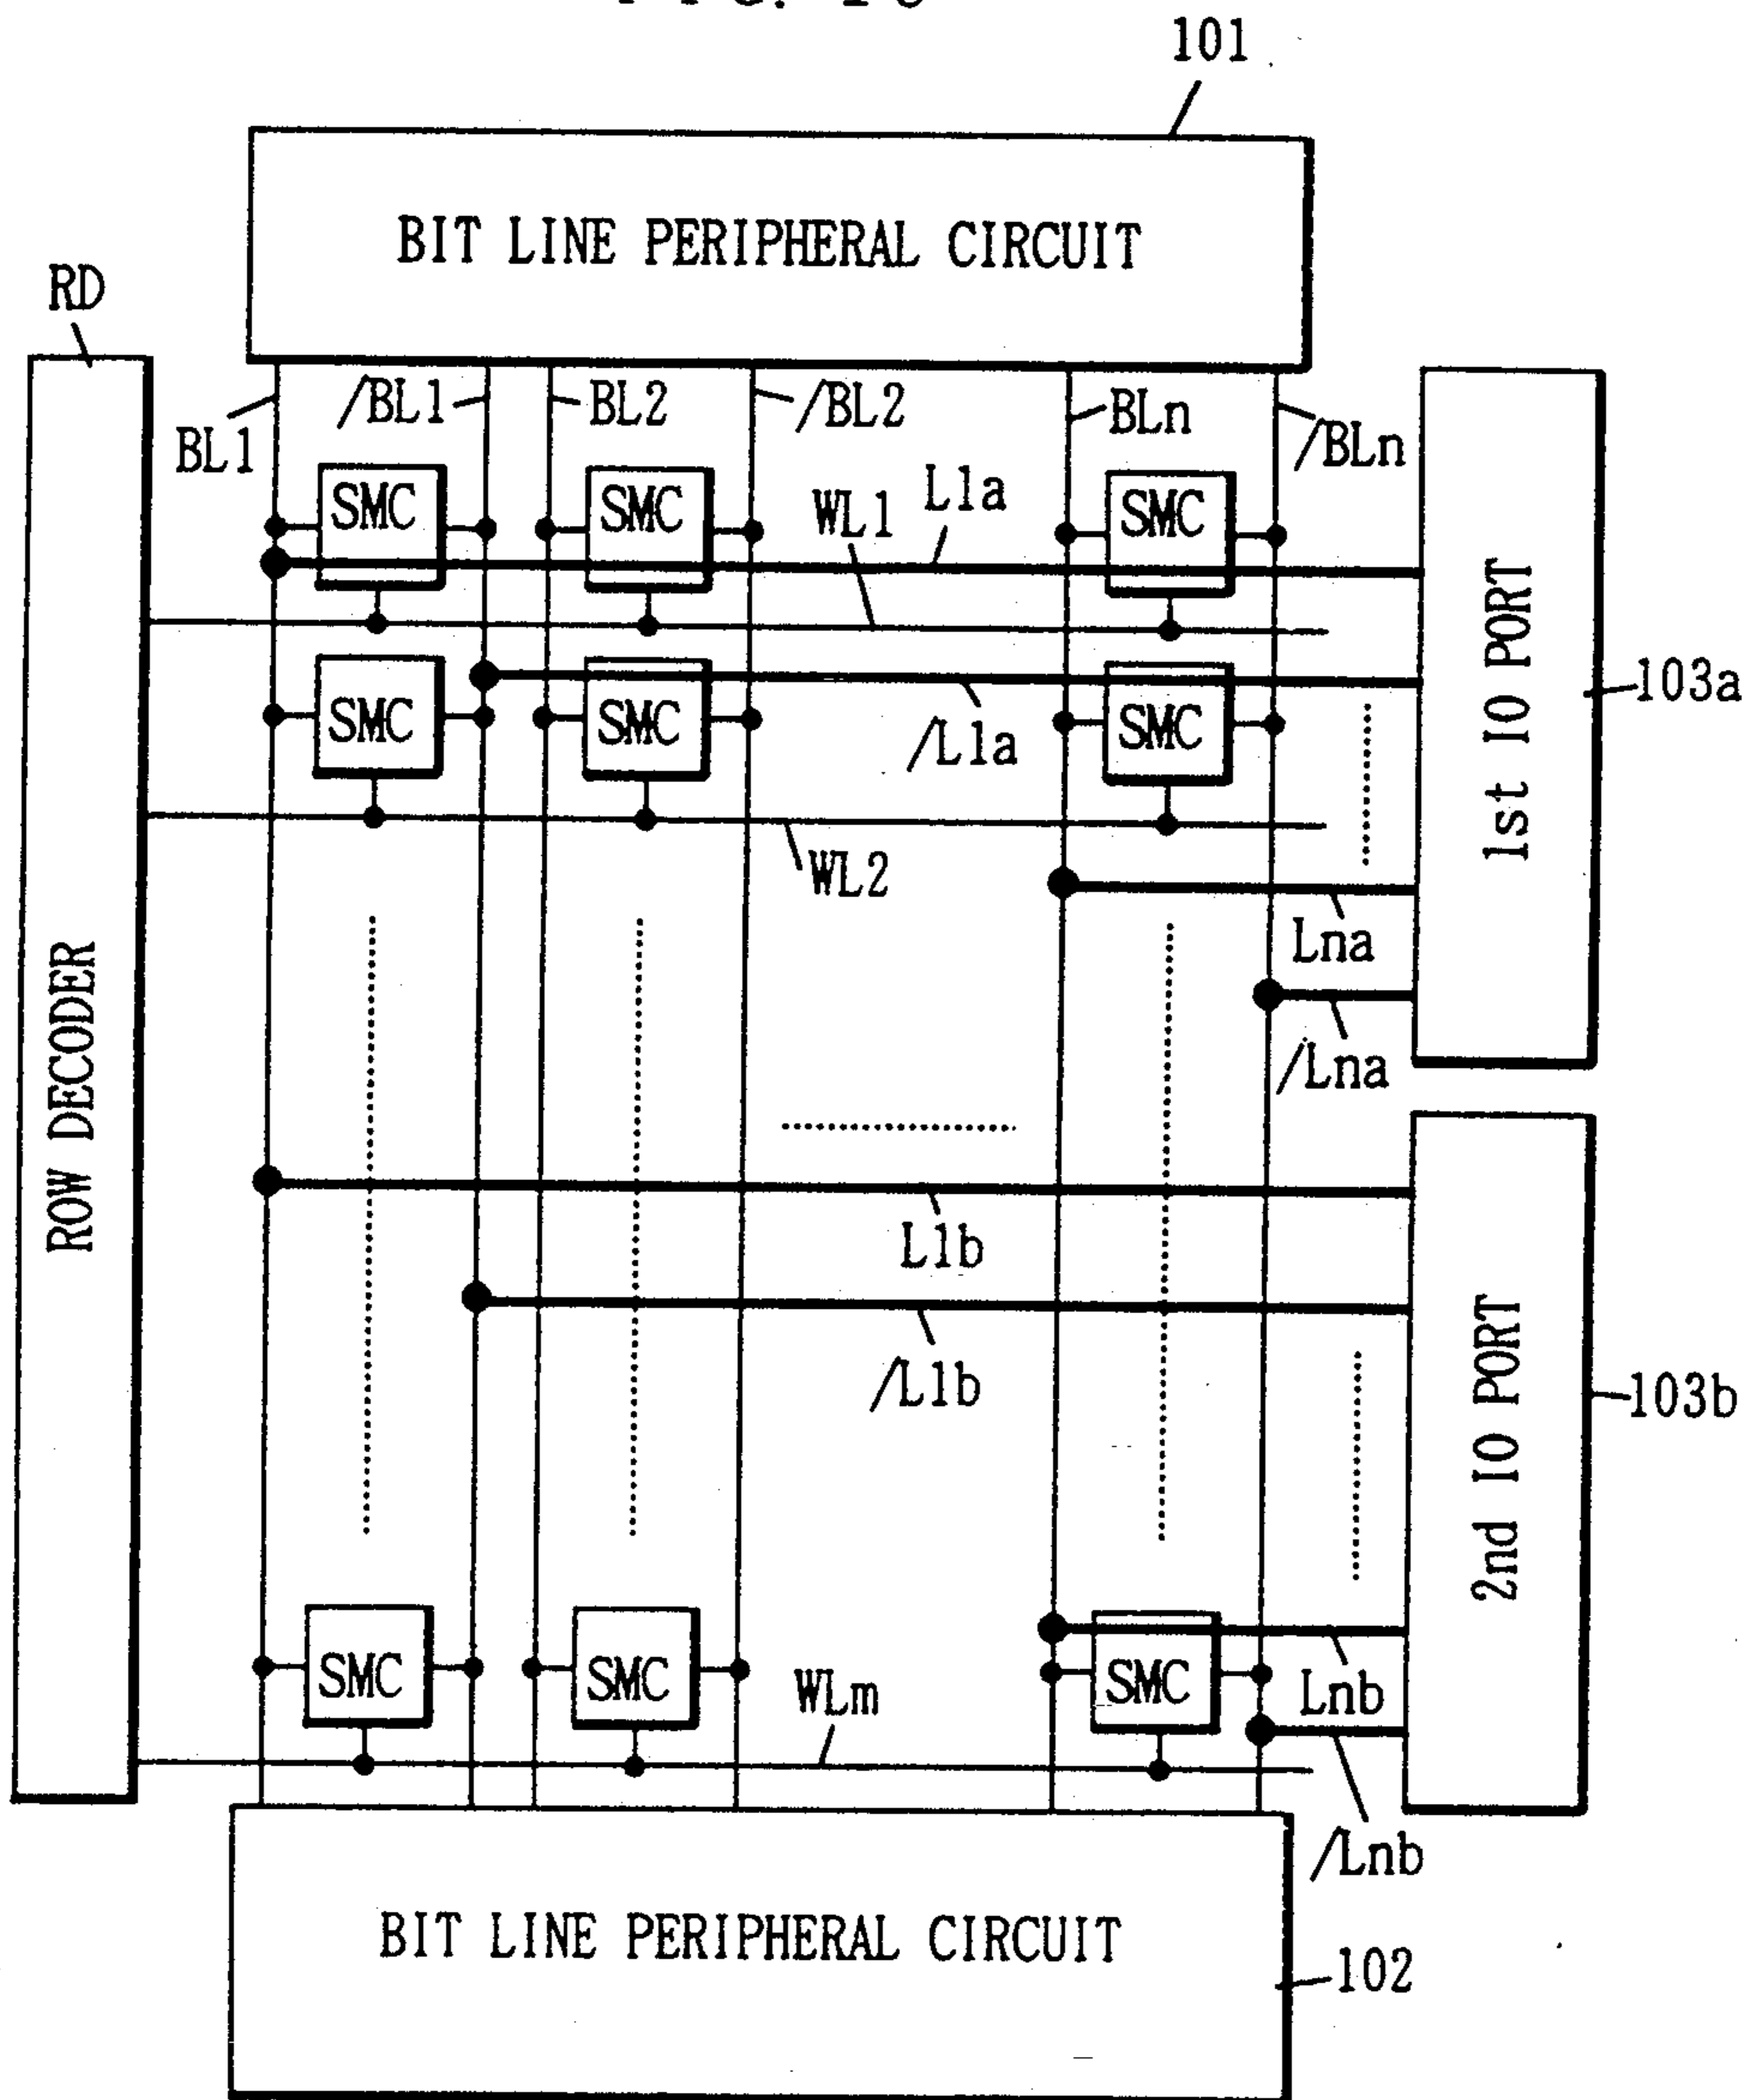 FIG.
101
BIT LINE PERIPHERAL CIRCUIT
RD
BL1
/BL1
BL2
/BL2
BLn
/BLn
SMC
SMC
SMC
WL1
L1a
1st IO PORT
103a
SMC
SMC
SMC
/L1a
WL2
Lna
/Lna
ROW DECODER
L1b
/L1b
2nd IO PORT
103b
SMC
SMC
SMC
WLm
Lnb
/Lnb
BIT LINE PERIPHERAL CIRCUIT
102